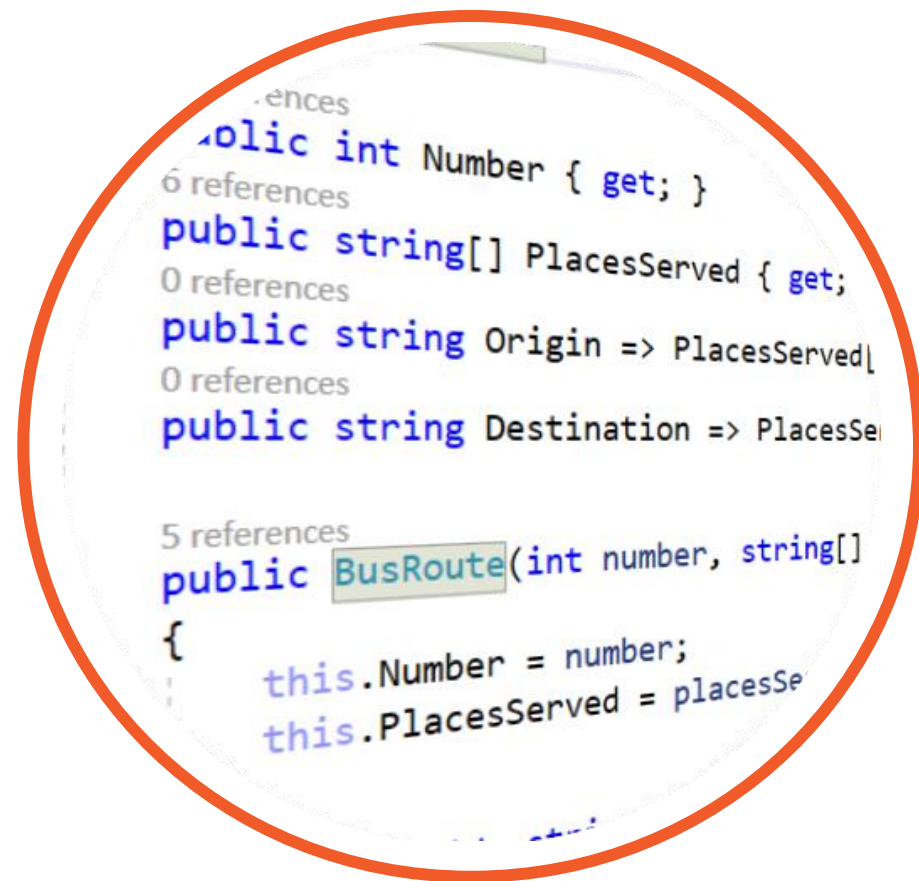 public int Number { get; }
6 references
public string[] PlacesServed { get;
0 references
public string Origin => PlacesServed[
0 references
public string Destination =>
5 references
public BusRoute(int number, string[]
{
this.Number = number;
this.PlacesServed =